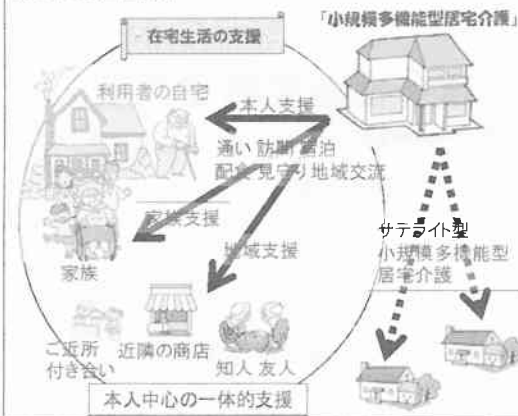 「小規模多機能型居宅介護」
在宅生活の支援
利用者の自宅
本人支援
通い 訪問 宿泊
配食 見守り 地域交流
家族支援
家族
地域支援
サテライト型
小規模多機能型
居宅介護
ご近所
付き合い
近隣の商店
知人 友人
本人中心の一体的支援